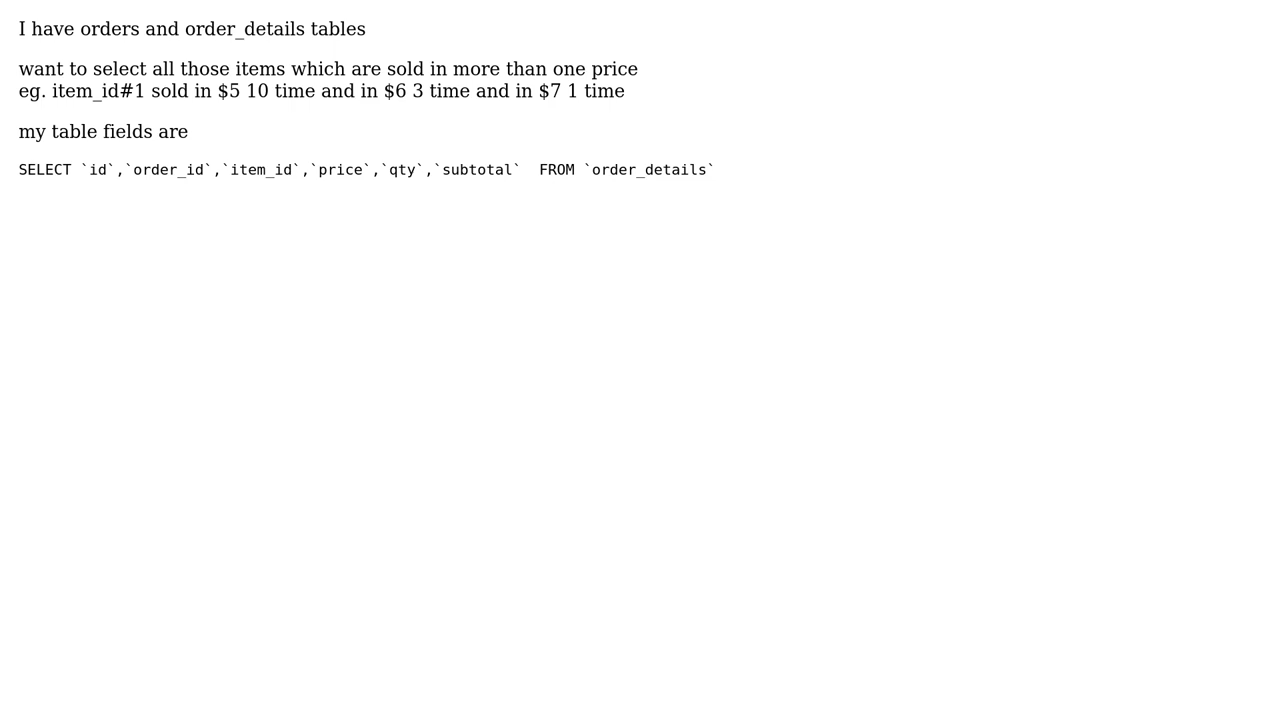 I have orders and order_details tables
want to select all those items which are sold in more than one price
eg. item_id#1 sold in $5 10 time and in $6 3 time and in $7 1 time
my table fields are
SELECT `id`,`order_id`,`item_id`,`price`,`qty`,`subtotal`  FROM `order_details`